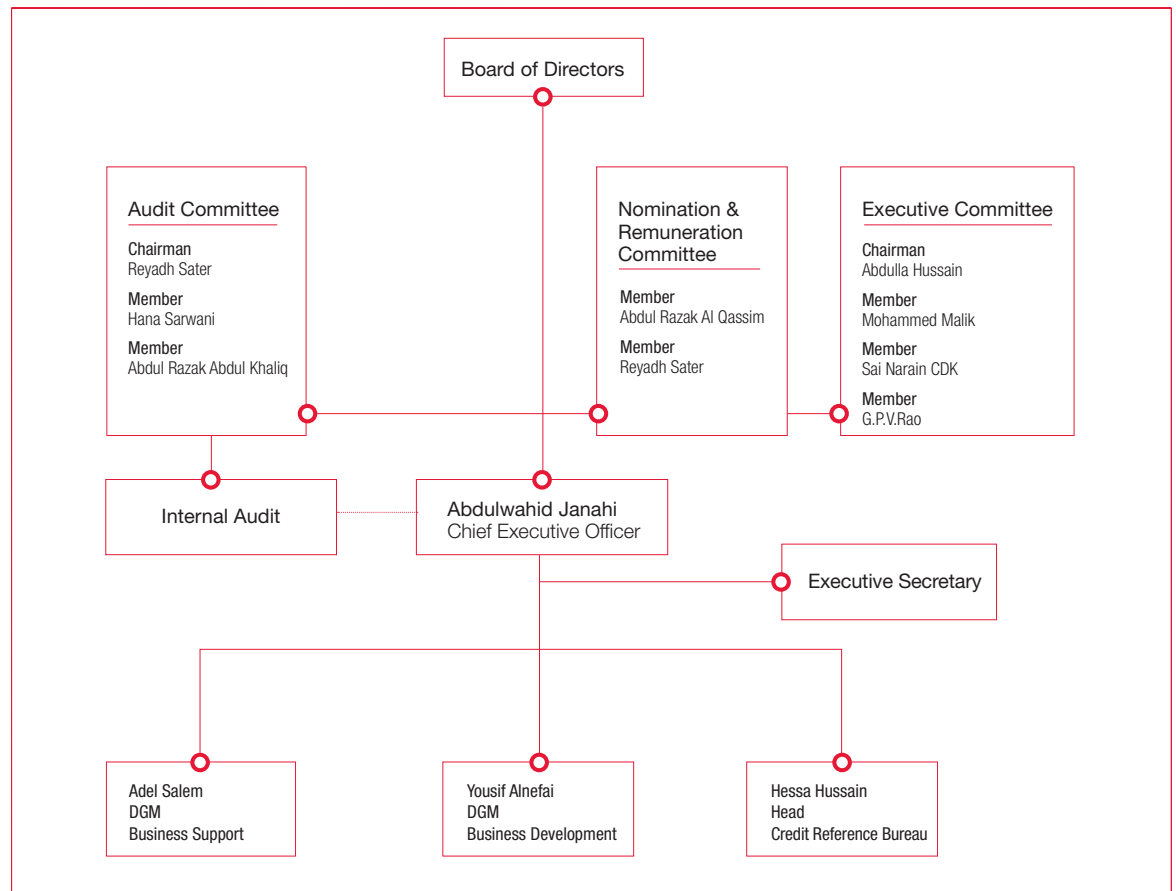 Board of Directors
Audit Committee
Chairman
Reyadh Sater
Member
Hana Sarwani
Member
Abdul Razak Abdul Khaliq
Nomination &
Remuneration
Committee
Member
Abdul Razak Al Qassim
Member
Reyadh Sater
Executive Committee
Chairman
Abdulla Hussain
Member
Mohammed Malik
Member
Sai Narain CDK
Member
G.P.V.Rao
Internal Audit
Abdulwahid Janahi
Chief Executive Officer
Executive Secretary
Adel Salem
DGM
Business Support
Yousif Alnefai
DGM
Business Development
Hessa Hussain
Head
Credit Reference Bureau